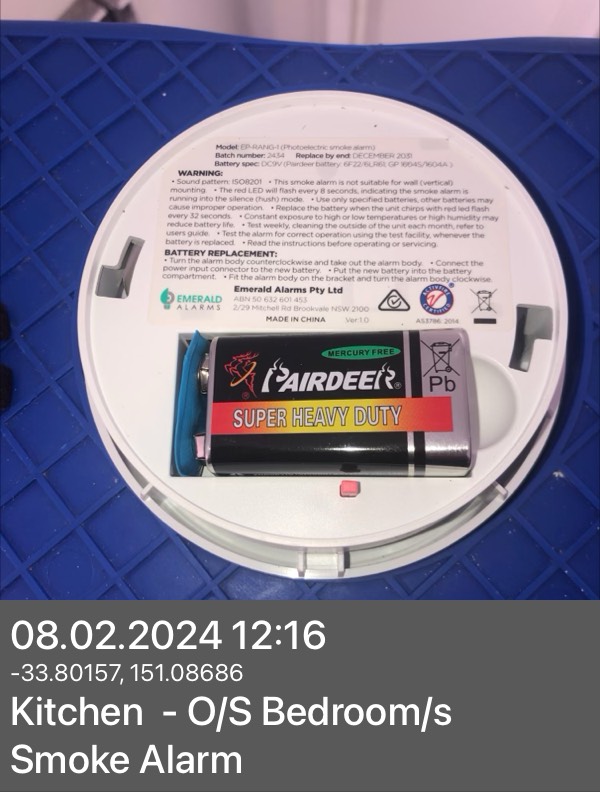 Model: EP-RANG-1 (Photoelectric smoke alarm)
Batch number: 2434 Replace by end: DECEMBER 2031
Battery spec: DC9V (Pairdeer battery: 6F22/6LR61; GP 1604S/1604A )
WARNING:
• Sound pattern: ISO8201 • This smoke alarm is not suitable for wall (vertical)
mounting. • The red LED will flash every 8 seconds, indicating the smoke alarm is
running into the silence (hush) mode. • Use only specified batteries, other batteries may
cause improper operation. • Replace the battery when the unit chirps with red led flash
every 32 seconds. • Constant exposure to high or low temperatures or high humidity may
reduce battery life. • Test weekly, cleaning the outside of the unit each month, refer to
users guide. • Test the alarm for correct operation using the test facility, whenever the
battery is replaced. • Read the instructions before operating or servicing.
BATTERY REPLACEMENT:
• Turn the alarm body counterclockwise and take out the alarm body. • Connect the
power input connector to the new battery. • Put the new battery into the battery
compartment. • Fit the alarm body on the bracket and turn the alarm body clockwise.
EMERALD
ALARMS
Emerald Alarms Pty Ltd
ABN 50 632 601 453
2/29 Mitchell Rd Brookvale NSW 2100
MADE IN CHINA Ver:1.0
AS3786: 2014
MERCURY FREE
PAIRDEER®
Pb
SUPER HEAVY DUTY
08.02.2024 12:16
-33.80157, 151.08686
Kitchen - O/S Bedroom/s
Smoke Alarm